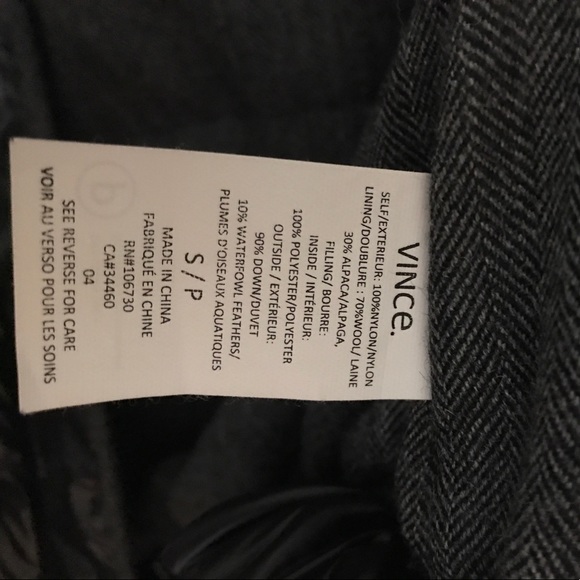 VINCE.
SELF/EXTERIEUR: 100%NYLON/NYLON
LINING/DOUBLURE : 70%WOOL/ LAINE
30% ALPACA/ALPAGA,
FILLING/ BOURRE:
INSIDE / INTÉRIEUR:
100% POLYESTER/POLYESTER
OUTSIDE / EXTÉRIEUR:
90% DOWN/DUVET
10% WATERFOWL FEATHERS/
PLUMES D'OISEAUX AQUATIQUES
S / P
MADE IN CHINA
FABRIQUÉ EN CHINE
RN#106730
CA#34460
04
SEE REVERSE FOR CARE
VOIR AU VERSO POUR LES SOINS
b